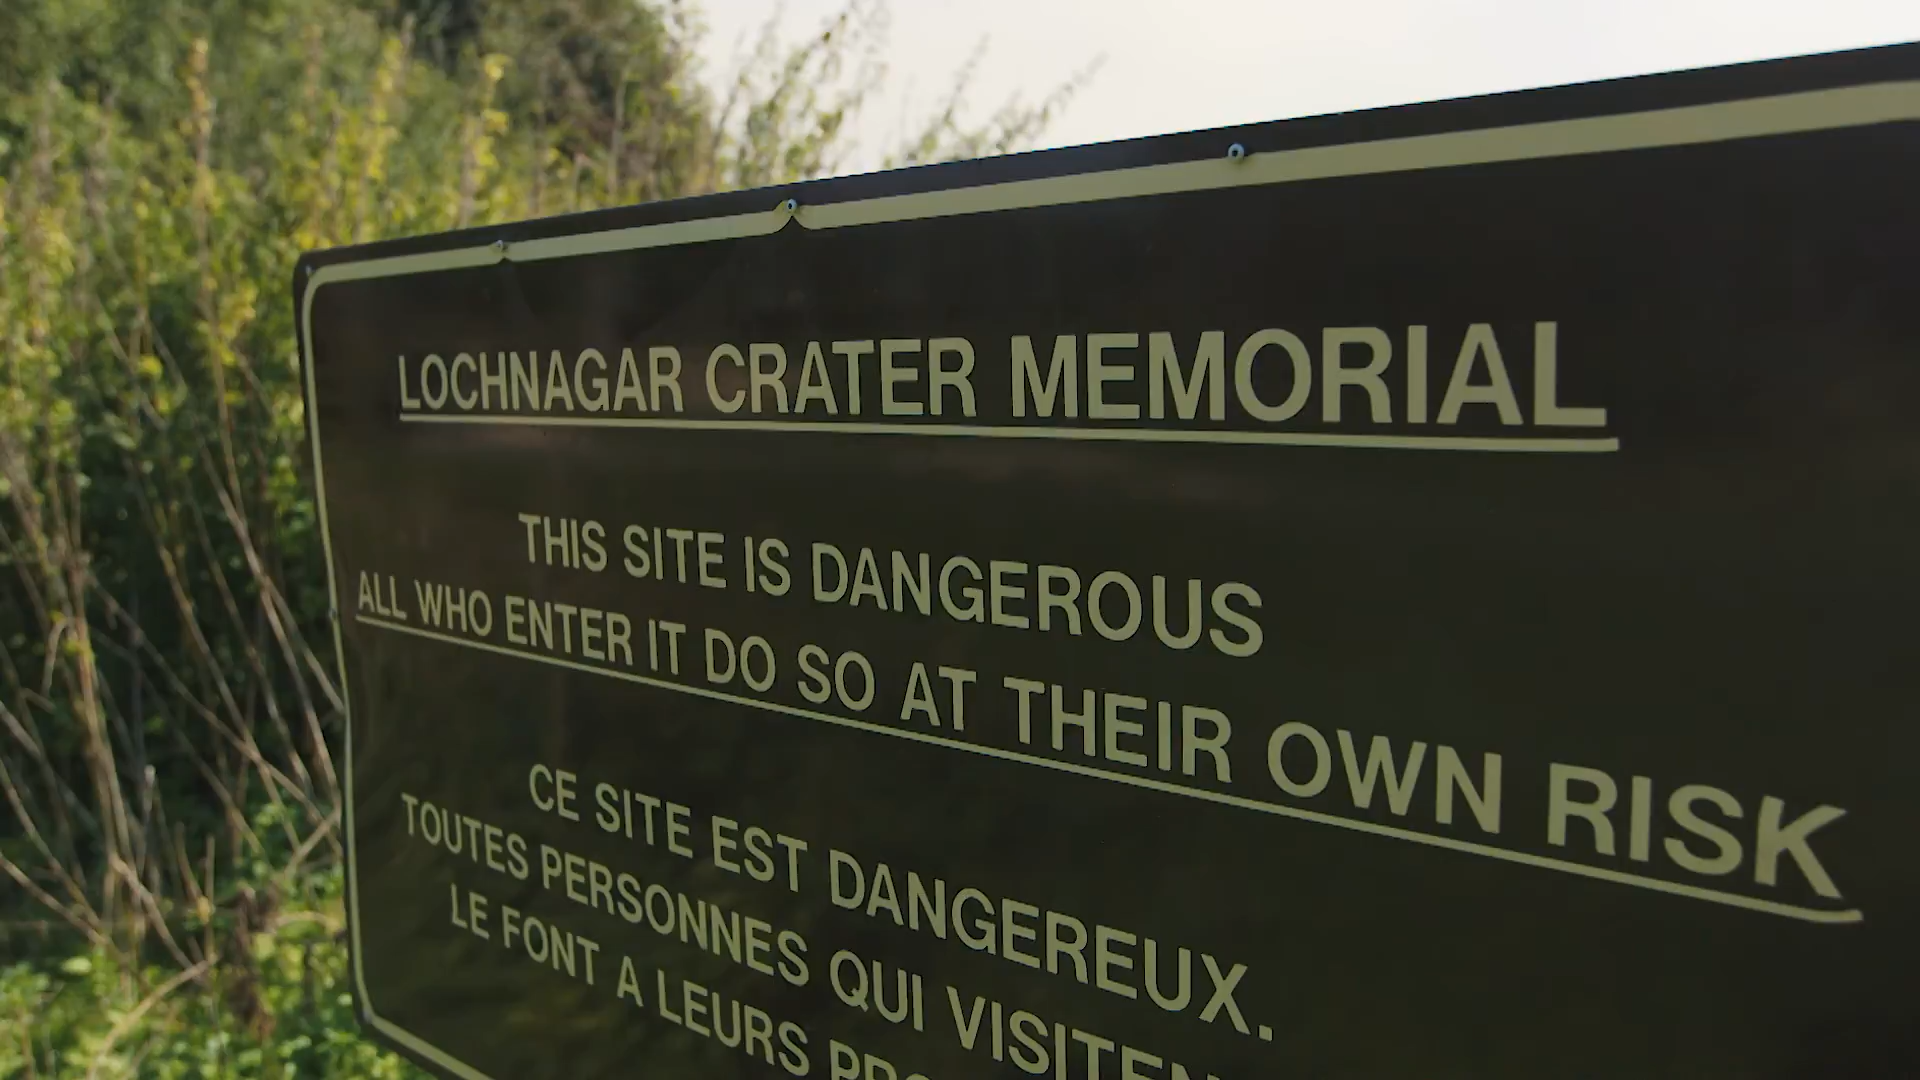 LOCHNAGAR CRATER MEMORIAL
THIS SITE IS DANGEROUS
ALL WHO ENTER IT DO SO AT THEIR OWN RISK
CE SITE EST DANGEREUX.
TOUTES PERSONNES QUI
LE FONT A LEURS